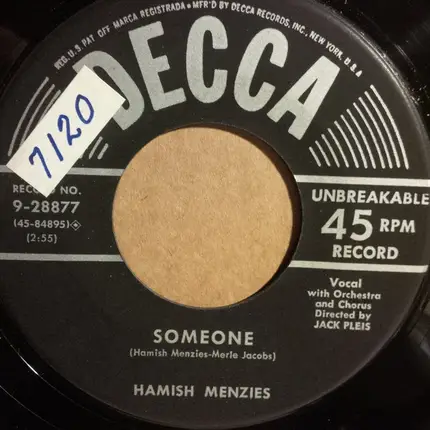 REG. U.S. PAT. OFF. MARCA REGISTRADA • MF'R'D BY DECCA RECORDS, INC., NEW YORK, U.S.A.
DECCA
7120
RECORD NO.
9-28877
(45-84895)
(2:55)
UNBREAKABLE
45 RPM
RECORD
Vocal
with Orchestra
and Chorus
Directed by
JACK PLEIS
SOMEONE
(Hamish Menzies-Merle Jacobs)
HAMISH MENZIES